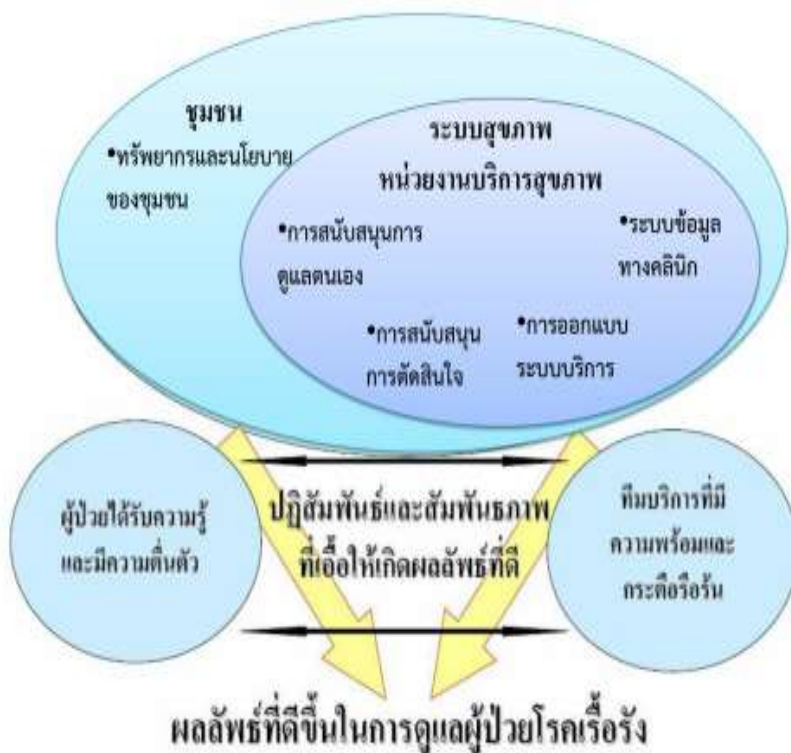 ชุมชน
•ทรัพยากรและนโยบาย
ของชุมชน
ระบบสุขภาพ
หน่วยงานบริการสุขภาพ
•การสนับสนุนการ
ดูแลตนเอง
•ระบบข้อมูล
ทางคลินิก
•การสนับสนุน
การตัดสินใจ
•การออกแบบ
ระบบบริการ
ผู้ป่วยได้รับความรู้
และมีความตื่นตัว
ปฏิสัมพันธ์และสัมพันธภาพ
ที่เอื้อให้เกิดผลลัพธ์ที่ดี
ทีมบริการที่มี
ความพร้อมและ
กระตือรือร้น
ผลลัพธ์ที่ดีขึ้นในการดูแลผู้ป่วยโรคเรื้อรัง